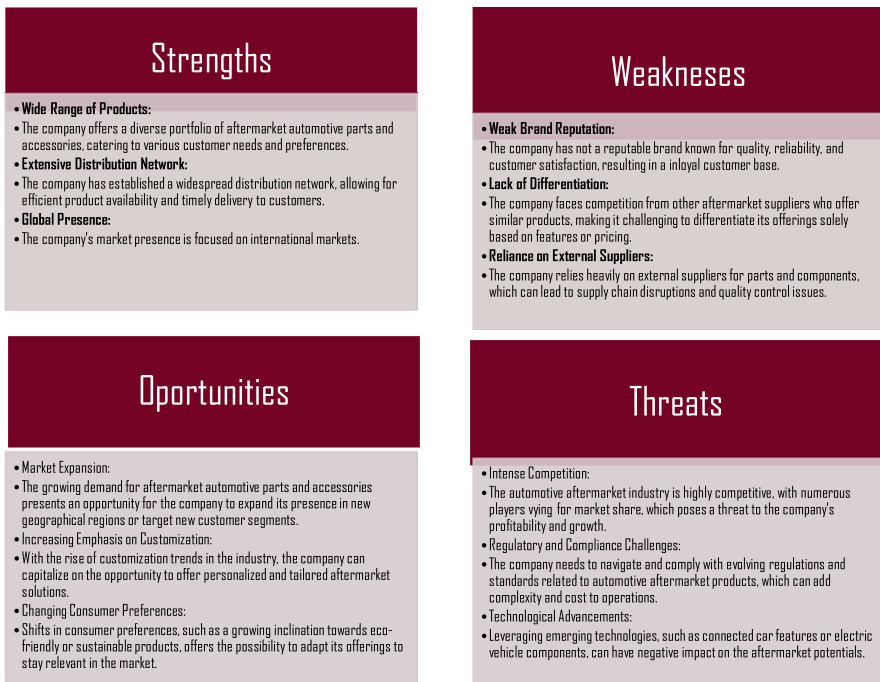 Strengths
• Wide Range of Products:
• The company offers a diverse portfolio of aftermarket automotive parts and
accessories, catering to various customer needs and preferences.
• Extensive Distribution Network:
• The company has established a widespread distribution network, allowing for
efficient product availability and timely delivery to customers.
• Global Presence:
• The company's market presence is focused on international markets.
Weakneses
• Weak Brand Reputation:
• The company has not a reputable brand known for quality, reliability, and
customer satisfaction, resulting in a inloyal customer base.
• Lack of Differentiation:
• The company faces competition from other aftermarket suppliers who offer
similar products, making it challenging to differentiate its offerings solely
based on features or pricing.
• Reliance on External Suppliers:
• The company relies heavily on external suppliers for parts and components,
which can lead to supply chain disruptions and quality control issues.
Oportunities
• Market Expansion:
• The growing demand for aftermarket automotive parts and accessories
presents an opportunity for the company to expand its presence in new
geographical regions or target new customer segments.
• Increasing Emphasis on Customization:
• With the rise of customization trends in the industry, the company can
capitalize on the opportunity to offer personalized and tailored aftermarket
solutions.
• Changing Consumer Preferences:
• Shifts in consumer preferences, such as a growing inclination towards eco-
friendly or sustainable products, offers the possibility to adapt its offerings to
stay relevant in the market.
Threats
• Intense Competition:
• The automotive aftermarket industry is highly competitive, with numerous
players vying for market share, which poses a threat to the company's
profitability and growth.
• Regulatory and Compliance Challenges:
• The company needs to navigate and comply with evolving regulations and
standards related to automotive aftermarket products, which can add
complexity and cost to operations.
• Technological Advancements:
• Leveraging emerging technologies, such as connected car features or electric
vehicle components, can have negative impact on the aftermarket potentials.